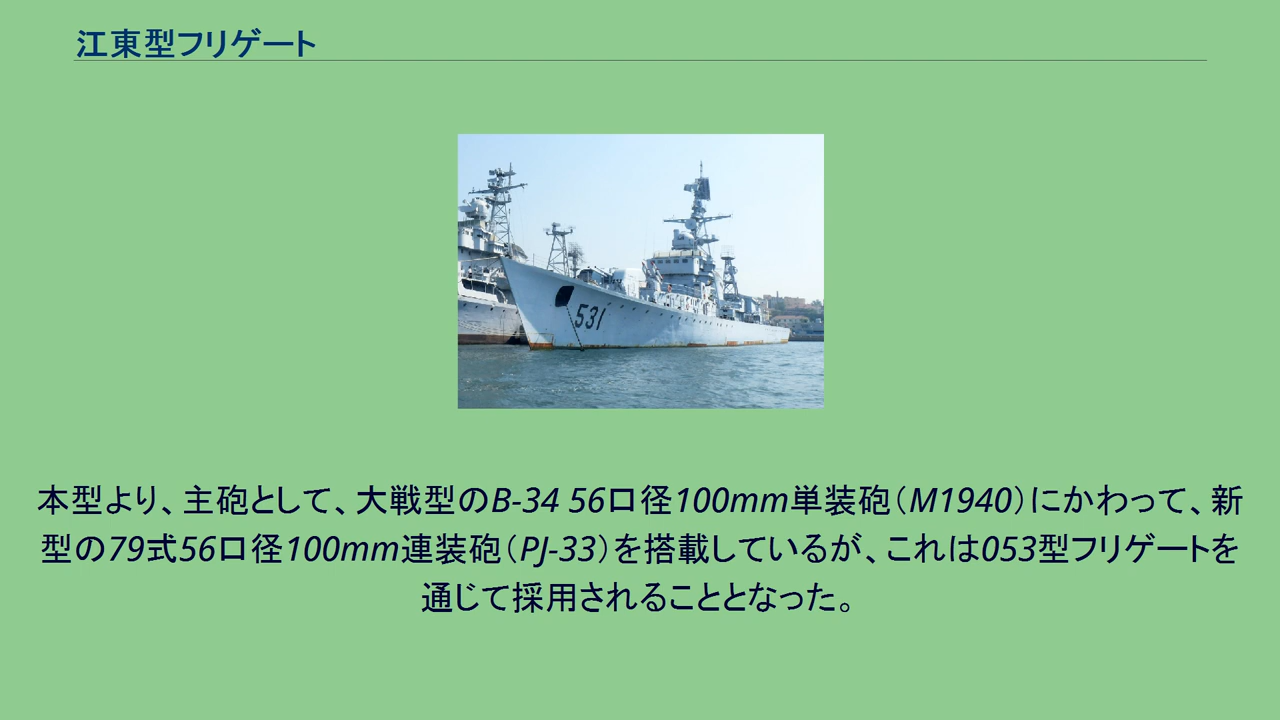 江東型フリゲート
531
本型より、主砲として、大戦型のB-34 56口径100mm単装砲（M1940）にかわって、新
型の79式56口径100mm連装砲（PJ-33）を搭載しているが、これは053型フリゲートを
通じて採用されることとなった。